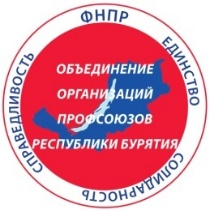 ФНПР
ЕДИНСТВО
СОЛИДАРНОСТЬ
СПРАВЕДЛИВОСТЬ
ОБЪЕДИНЕНИЕ
ОРГАНИЗАЦИЙ
ПРОФСОЮЗОВ
РЕСПУБЛИКИ БУРЯТИЯ